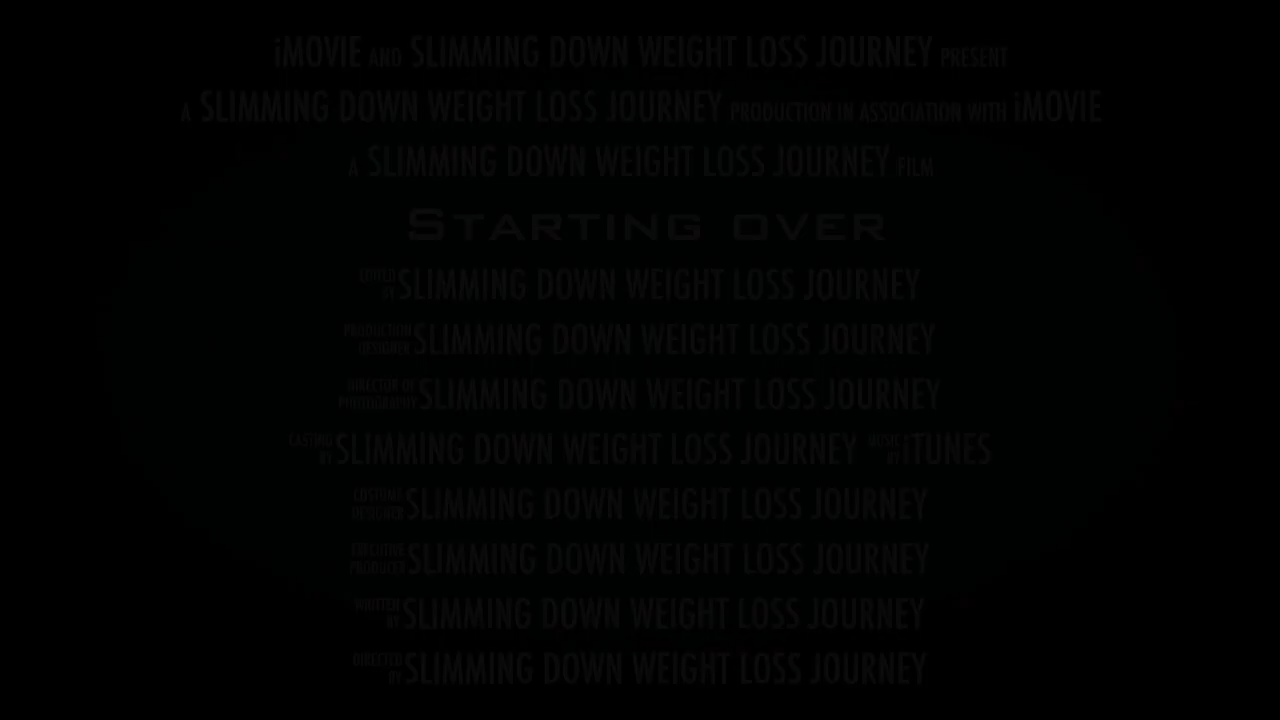 iMOVIE AND SLIMMING DOWN WEIGHT LOSS JOURNEY PRESENT
A SLIMMING DOWN WEIGHT LOSS JOURNEY PRODUCTION IN ASSOCIATION WITH iMOVIE
A SLIMMING DOWN WEIGHT LOSS JOURNEY FILM
STARTING OVER
EDITED BY SLIMMING DOWN WEIGHT LOSS JOURNEY
PRODUCTION DESIGNER SLIMMING DOWN WEIGHT LOSS JOURNEY
DIRECTOR OF PHOTOGRAPHY SLIMMING DOWN WEIGHT LOSS JOURNEY
CASTING BY SLIMMING DOWN WEIGHT LOSS JOURNEY MUSIC BY iTUNES
COSTUME DESIGNER SLIMMING DOWN WEIGHT LOSS JOURNEY
EXECUTIVE PRODUCER SLIMMING DOWN WEIGHT LOSS JOURNEY
WRITTEN BY SLIMMING DOWN WEIGHT LOSS JOURNEY
DIRECTED BY SLIMMING DOWN WEIGHT LOSS JOURNEY